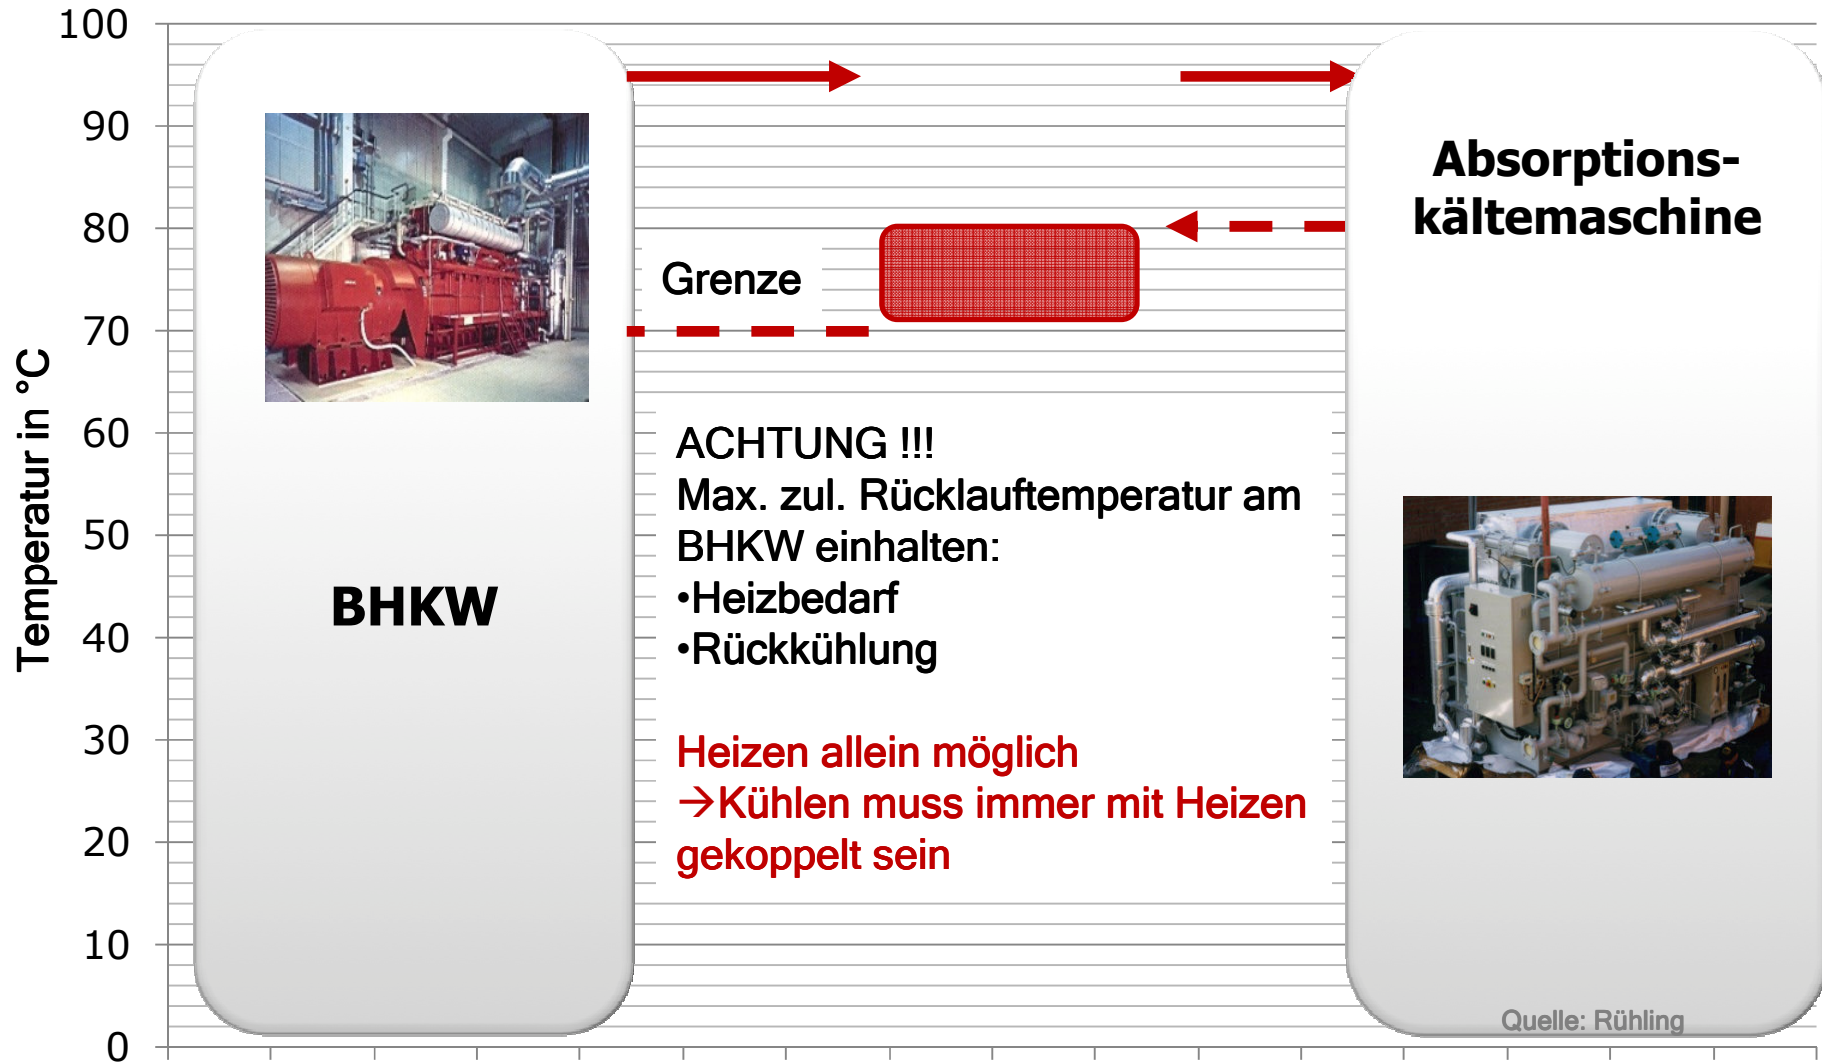 100
90
80
70
60
50
40
30
20
10
0
Temperatur in °C
BHKW
Grenze
ACHTUNG !!!
Max. zul. Rücklauftemperatur am
BHKW einhalten:
•Heizbedarf
•Rückkühlung
Heizen allein möglich
→Kühlen muss immer mit Heizen
gekoppelt sein
Absorptions-
kältemaschine
Quelle: Rühling